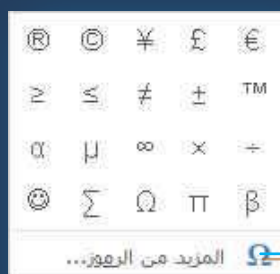 ® © ¥ £ €
≥ ≤ ≠ ± ™
α µ ∞ × ÷
☺ ∑ Ω π β
Ω المزيد من الرموز...